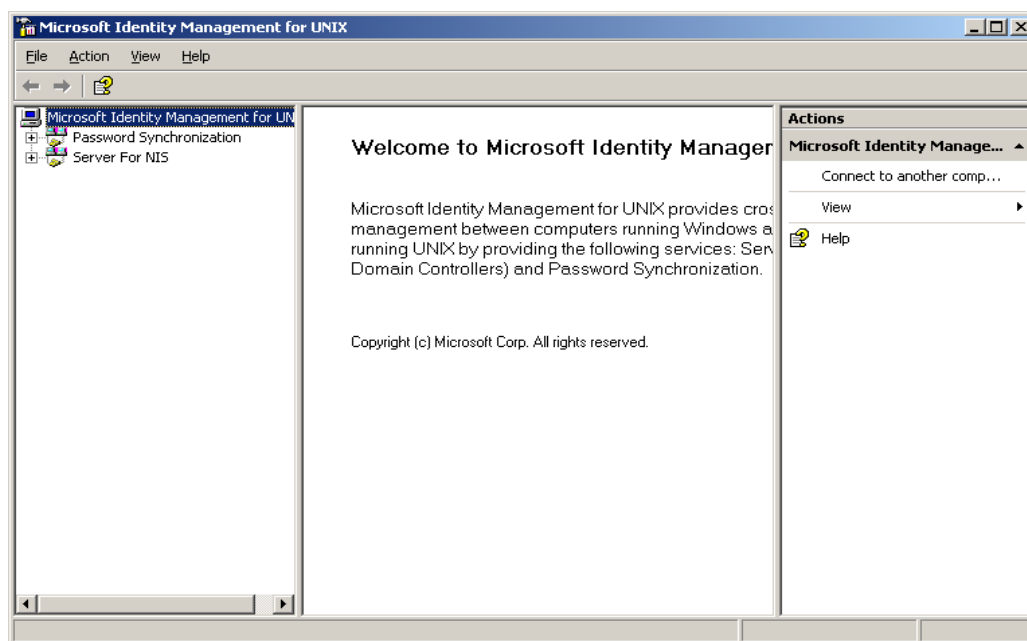 Microsoft Identity Management for UNIX
File Action View Help
Microsoft Identity Management for UN
Password Synchronization
Server For NIS
Welcome to Microsoft Identity Manager
Microsoft Identity Management for UNIX provides cros
management between computers running Windows a
running UNIX by providing the following services: Serv
Domain Controllers) and Password Synchronization.
Copyright (c) Microsoft Corp. All rights reserved.
Actions
Microsoft Identity Manage...
Connect to another comp...
View
Help